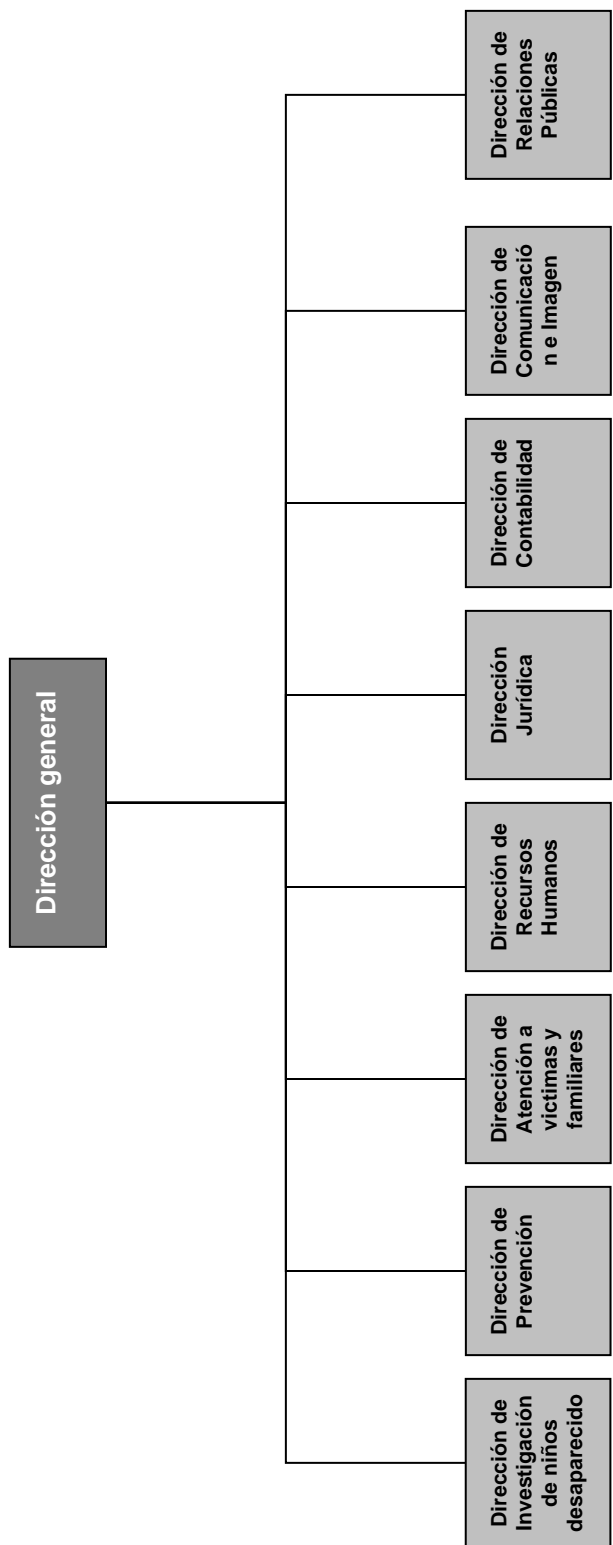 Dirección general
Dirección de
Investigación
de niños
desaparecido
Dirección de
Prevención
Dirección de
Atención a
victimas y
familiares
Dirección de
Recursos
Humanos
Dirección
Jurídica
Dirección de
Contabilidad
Dirección de
Comunicació
n e Imagen
Dirección de
Relaciones
Públicas